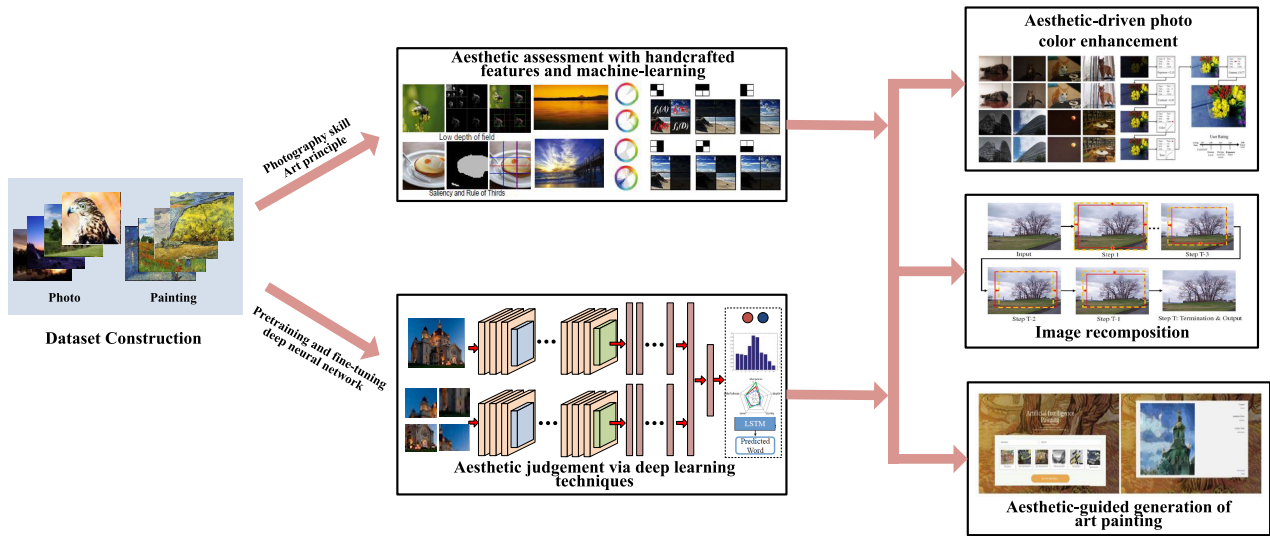 Photo
Painting
Dataset Construction
Photography skill
Art principle
Pretraining and fine-tuning
deep neural network
Aesthetic assessment with handcrafted
features and machine-learning
Low depth of field
Saliency and Rule of Thirds
f₁(A)
f₁(D)
Aesthetic judgement via deep learning
techniques
LSTM
Predicted
Word
Aesthetic-driven photo
color enhancement
User Rating
Input
Step 1
Step T-3
Step T-2
Step T-1
Step T: Termination & Output
Image recomposition
Artificial Intelligence
Painting
Aesthetic-guided generation of
art painting